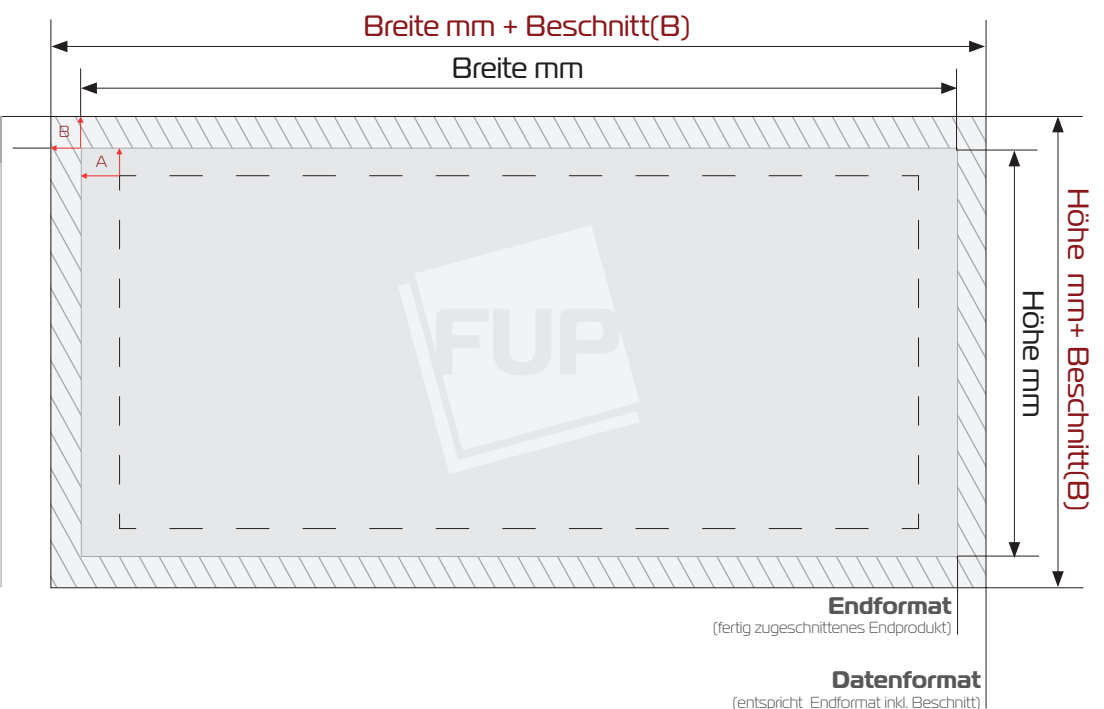 Breite mm + Beschnitt(B)
Breite mm
B
A
FUP
Höhe mm
Höhe mm+ Beschnitt(B)
Endformat
(fertig zugeschnittenes Endprodukt)
Datenformat
(entspricht Endformat inkl. Beschnitt)